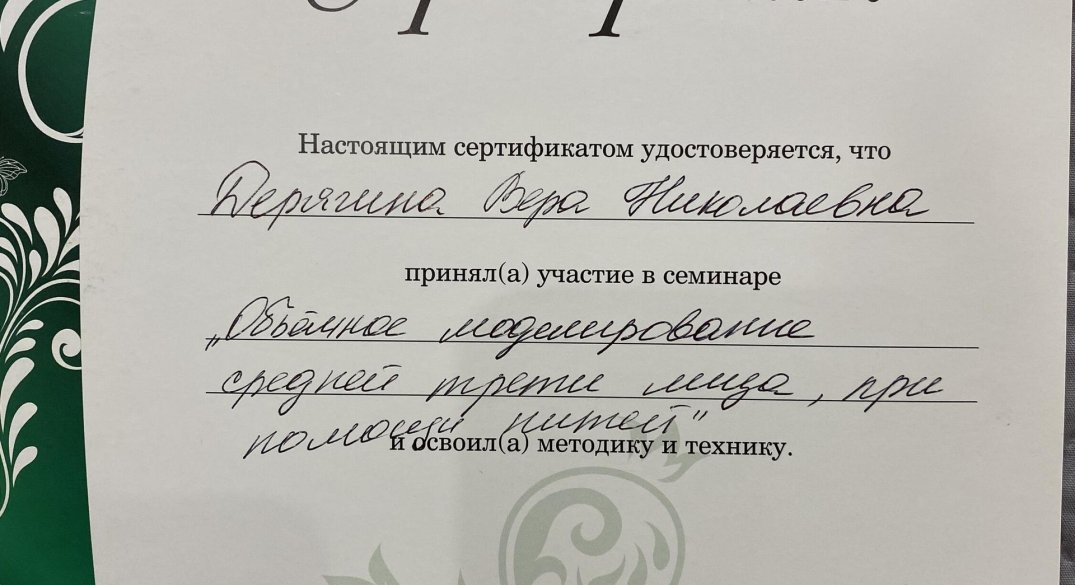 Настоящим сертификатом удостоверяется, что
Дерягина Вера Николаевна
принял(а) участие в семинаре
„Объёмное моделирование
средней трети лица, при
помощи нитей"
и освоил(а) методику и технику.